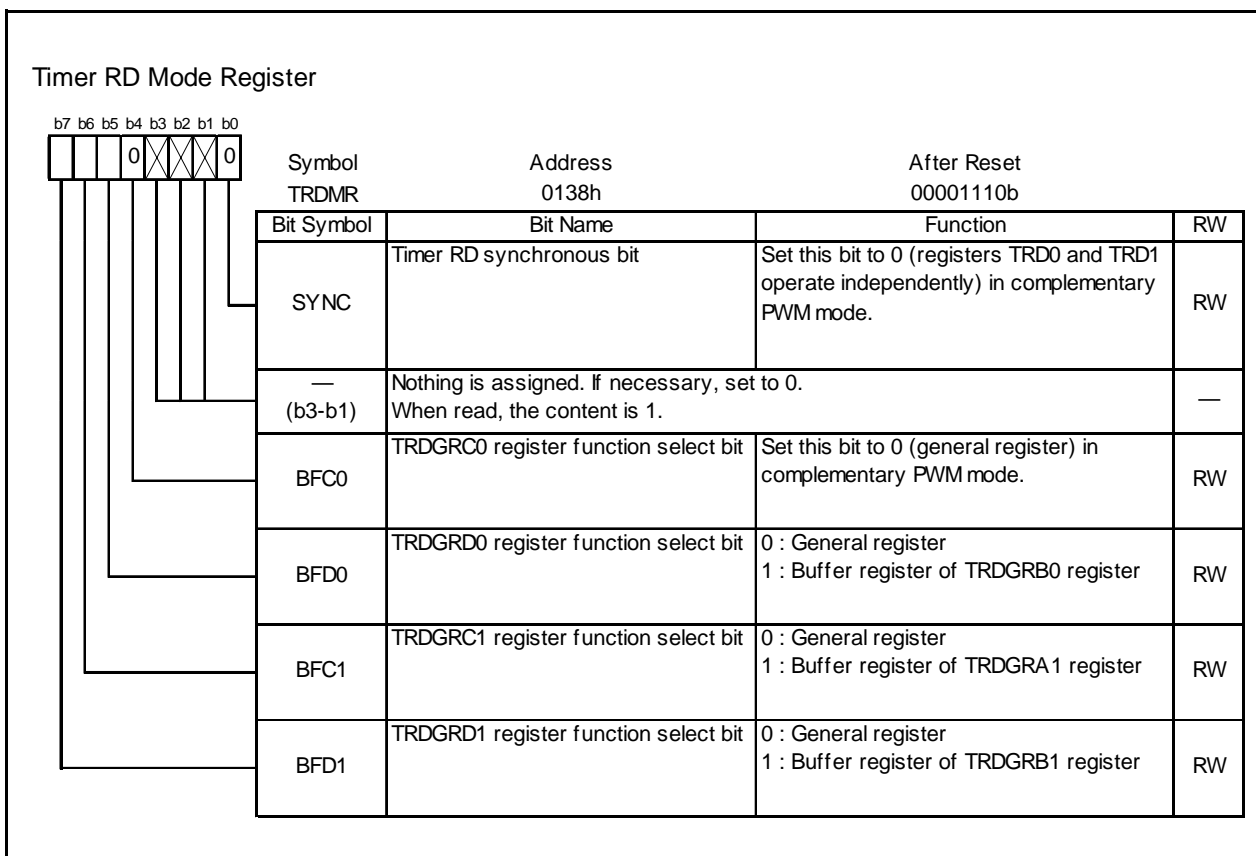 Timer RD Mode Register
b7 b6 b5 b4 b3 b2 b1 b0
0 0
Symbol Address After Reset
TRDMR 0138h 00001110b
Bit Symbol Bit Name Function RW
SYNC Timer RD synchronous bit Set this bit to 0 (registers TRD0 and TRD1
operate independently) in complementary
PWM mode. RW
— Nothing is assigned. If necessary, set to 0.
(b3-b1) When read, the content is 1. —
BFC0 TRDGRC0 register function select bit Set this bit to 0 (general register) in
complementary PWM mode. RW
BFD0 TRDGRD0 register function select bit 0 : General register
1 : Buffer register of TRDGRB0 register RW
BFC1 TRDGRC1 register function select bit 0 : General register
1 : Buffer register of TRDGRA1 register RW
BFD1 TRDGRD1 register function select bit 0 : General register
1 : Buffer register of TRDGRB1 register RW